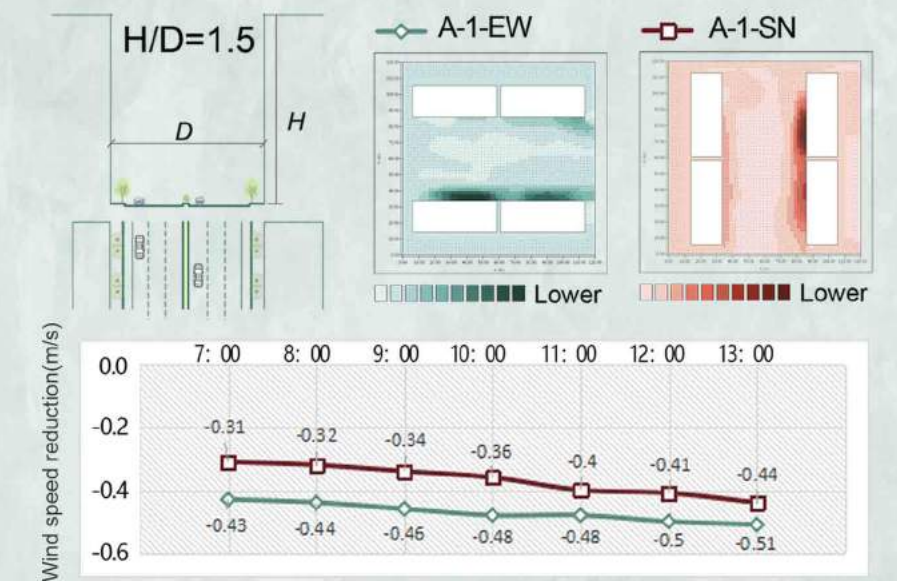 H/D=1.5
D
H
A-1-EW
A-1-SN
Lower
Lower
Wind speed reduction(m/s)
7: 00 8: 00 9: 00 10: 00 11: 00 12: 00 13: 00
0.0
-0.2
-0.4
-0.6
-0.31 -0.32 -0.34 -0.36 -0.4 -0.41 -0.44
-0.43 -0.44 -0.46 -0.48 -0.48 -0.5 -0.51